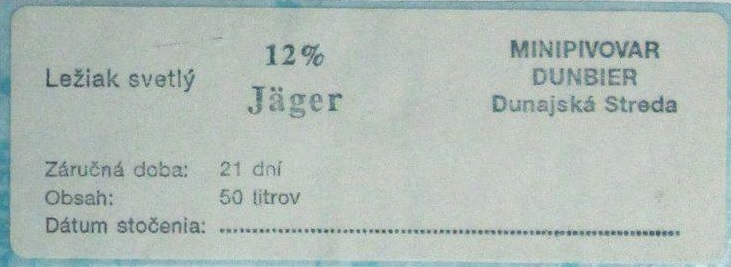 Ležiak svetlý
12%
Jäger
MINIPIVOVAR
DUNBIER
Dunajská Streda
Záručná doba: 21 dní
Obsah: 50 litrov
Dátum stočenia: ........................................................